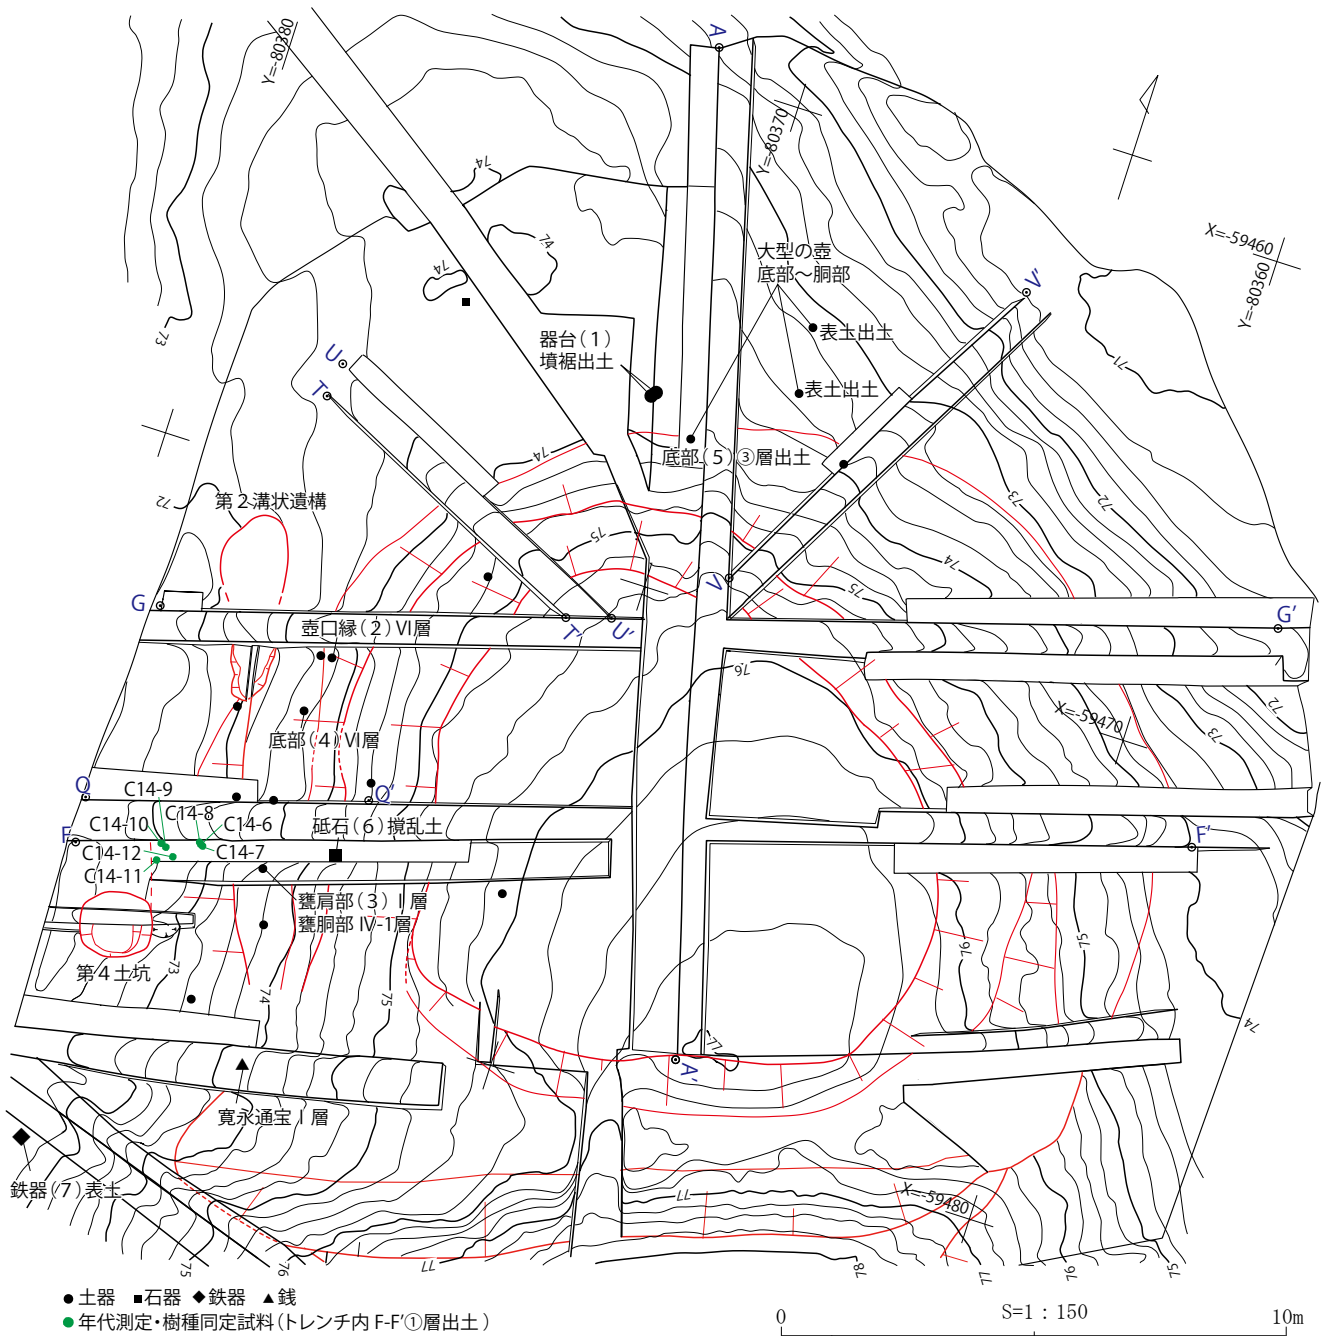 A
Y=-80380
Y=-80370
74
74
74
大型の壺
底部～胴部
X=-59460
Y=-80360
V'
表土出土
表土出土
73
器台(1)
墳裾出土
71
U
T
74
底部(5)③層出土
72
第2溝状遺構
73
72
75
74
75
V
G
壺口縁(2)Ⅵ層
T'
U'
G'
76
72
X=-59470
73
底部(4)Ⅵ層
Q
C14-9
Q'
C14-8
C14-10
C14-6
砥石(6)撹乱土
F
F'
C14-12
C14-7
C14-11
甕肩部(3)Ⅰ層
甕胴部Ⅳ-1層
第4土坑
73
74
75
76
75
74
77
A'
寛永通宝Ⅰ層
鉄器(7)表土
77
X=-59480
75
76
77
78
77
76
75
●土器 ■石器 ◆鉄器 ▲銭
●年代測定・樹種同定試料(トレンチ内 F-F'①層出土)
S=1：150
0
10m